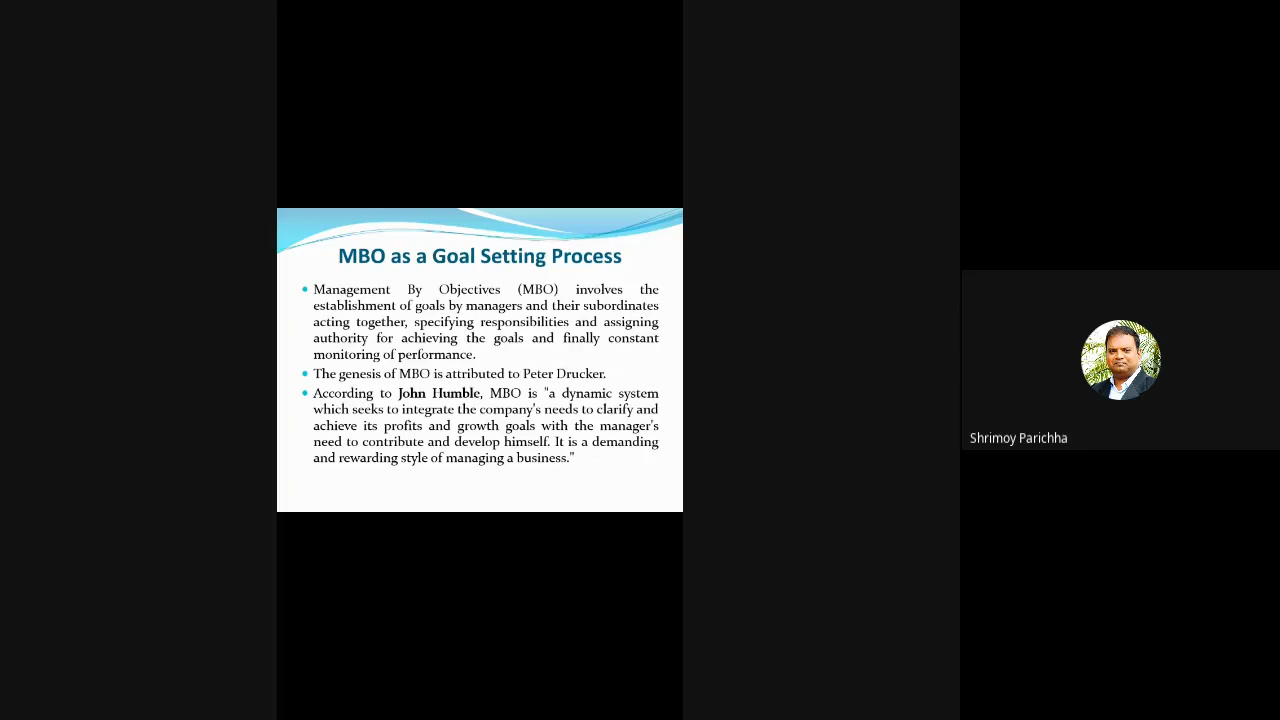 MBO as a Goal Setting Process
Management By Objectives (MBO) involves the
establishment of goals by managers and their subordinates
acting together, specifying responsibilities and assigning
authority for achieving the goals and finally constant
monitoring of performance.
The genesis of MBO is attributed to Peter Drucker.
According to John Humble, MBO is "a dynamic system
which seeks to integrate the company's needs to clarify and
achieve its profits and growth goals with the manager's
need to contribute and develop himself. It is a demanding
and rewarding style of managing a business."
Shrimoy Parichha